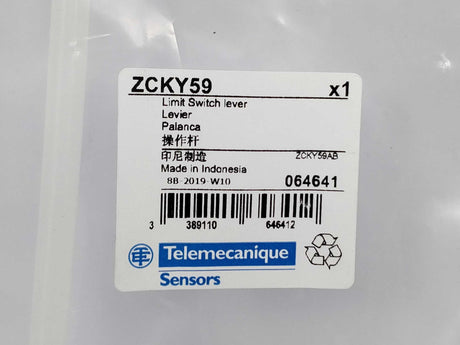 ZCKY59 x1
Limit Switch lever
Levier
Palanca
操作杆
印尼制造 ZCKY59AB
Made in Indonesia
8B-2019-W10 064641
3 389110 646412
Telemecanique
Sensors